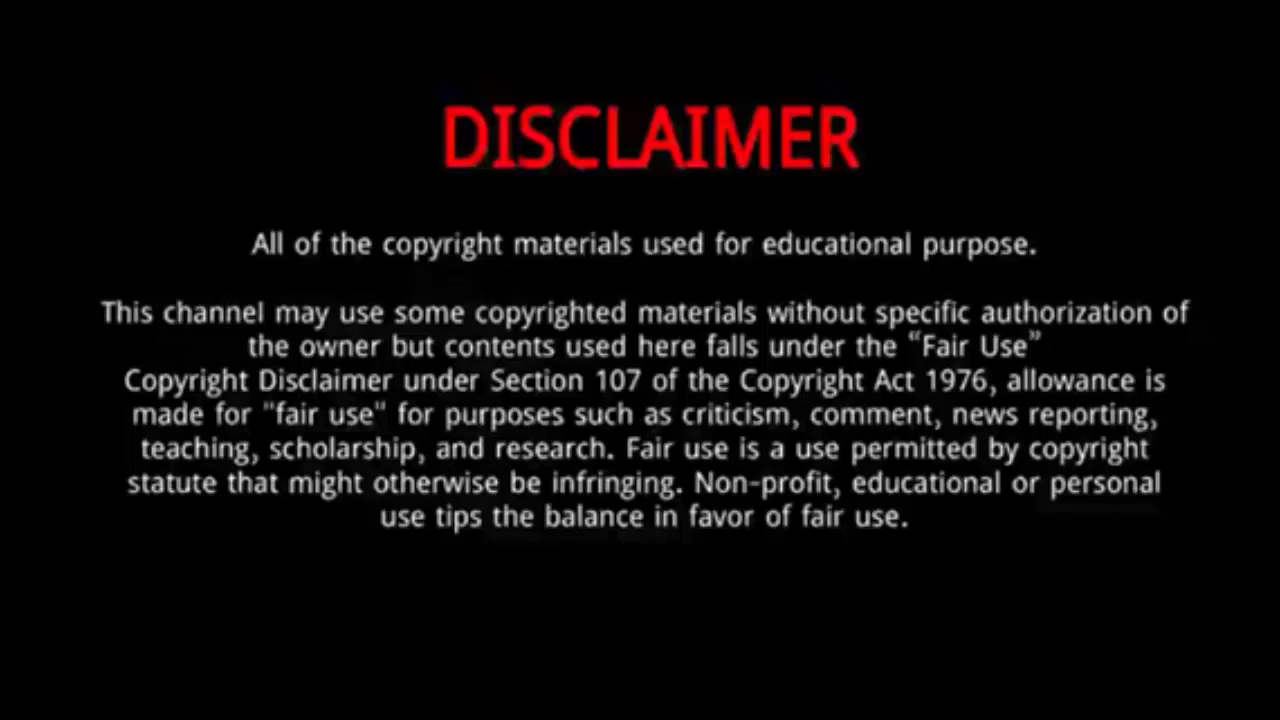 DISCLAIMER
All of the copyright materials used for educational purpose.
This channel may use some copyrighted materials without specific authorization of
the owner but contents used here falls under the “Fair Use”
Copyright Disclaimer under Section 107 of the Copyright Act 1976, allowance is
made for "fair use" for purposes such as criticism, comment, news reporting,
teaching, scholarship, and research. Fair use is a use permitted by copyright
statute that might otherwise be infringing. Non-profit, educational or personal
use tips the balance in favor of fair use.